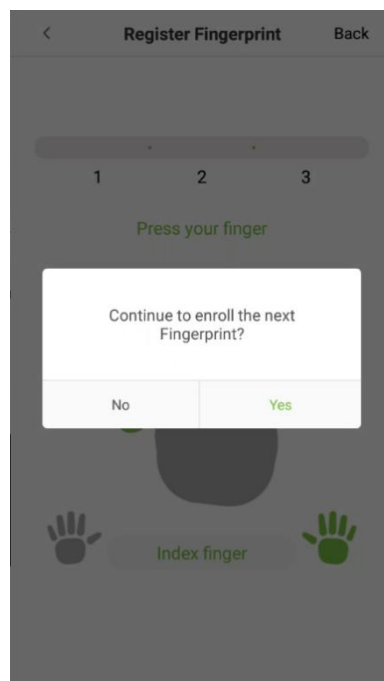 Register Fingerprint Back
1 2 3
Press your finger
Continue to enroll the next
Fingerprint?
No Yes
Index finger